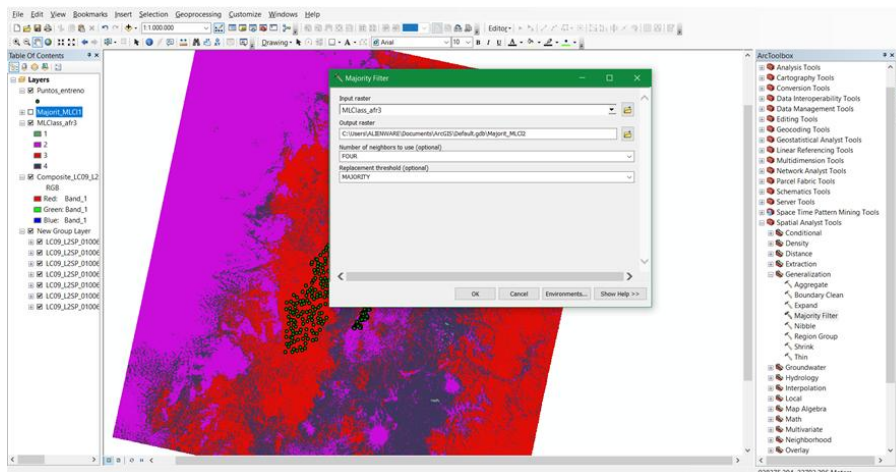 File Edit View Bookmarks Insert Selection Geoprocessing Customize Windows Help
1:1.000.000
Editor
Drawing
Arial
10
B I U A
Table Of Contents
Layers
Puntos_entreno
Majorit_MLCl1
MLClass_afr3
1
2
3
4
Composite_LC09_L2
RGB
Red: Band_1
Green: Band_1
Blue: Band_1
New Group Layer
LC09_L2SP_01006
LC09_L2SP_01006
LC09_L2SP_01006
LC09_L2SP_01006
LC09_L2SP_01006
LC09_L2SP_01006
Majority Filter
Input raster
MLClass_afr3
Output raster
C:\Users\ALIENWARE\Documents\ArcGIS\Default.gdb\Majorit_MLCl2
Number of neighbors to use (optional)
FOUR
Replacement threshold (optional)
MAJORITY
OK Cancel Environments... Show Help >>
ArcToolbox
Analysis Tools
Cartography Tools
Conversion Tools
Data Interoperability Tools
Data Management Tools
Editing Tools
Geocoding Tools
Geostatistical Analyst Tools
Linear Referencing Tools
Multidimension Tools
Network Analyst Tools
Parcel Fabric Tools
Schematics Tools
Server Tools
Space Time Pattern Mining Tools
Spatial Analyst Tools
Conditional
Density
Distance
Extraction
Generalization
Aggregate
Boundary Clean
Expand
Majority Filter
Nibble
Region Group
Shrink
Thin
Groundwater
Hydrology
Interpolation
Local
Map Algebra
Math
Multivariate
Neighborhood
Overlay